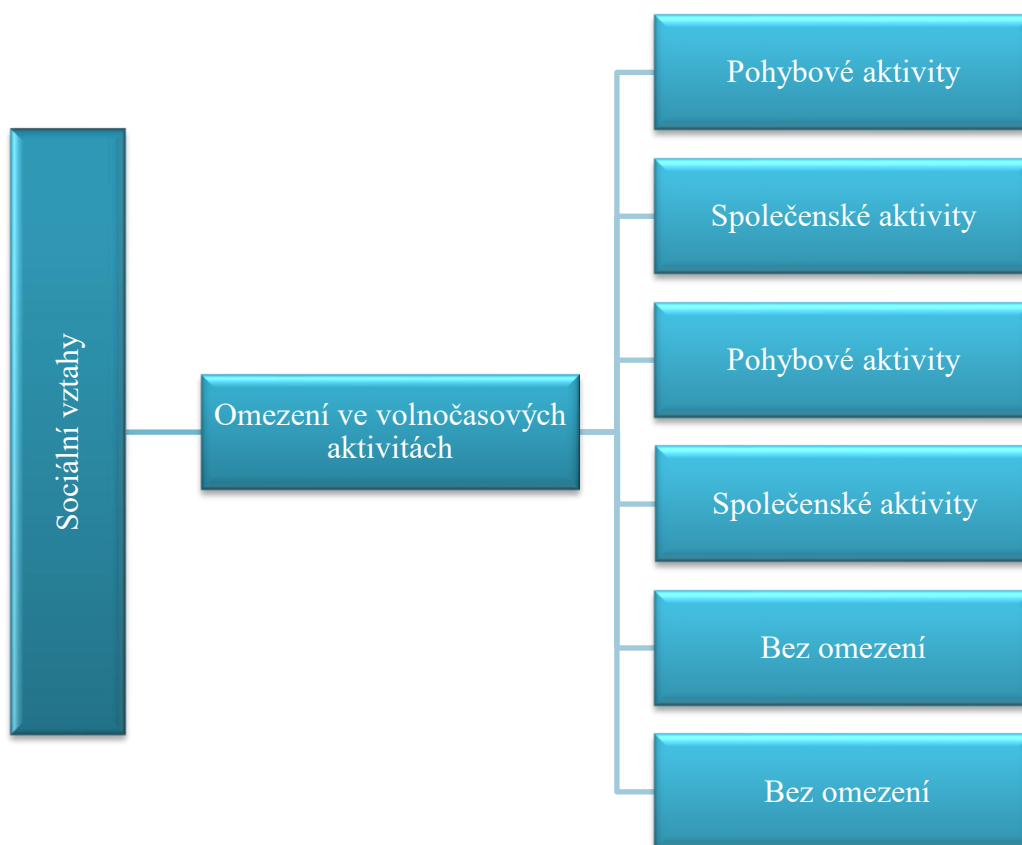 Sociální vztahy
Omezení ve volnočasových
aktivitách
Pohybové aktivity
Společenské aktivity
Pohybové aktivity
Společenské aktivity
Bez omezení
Bez omezení